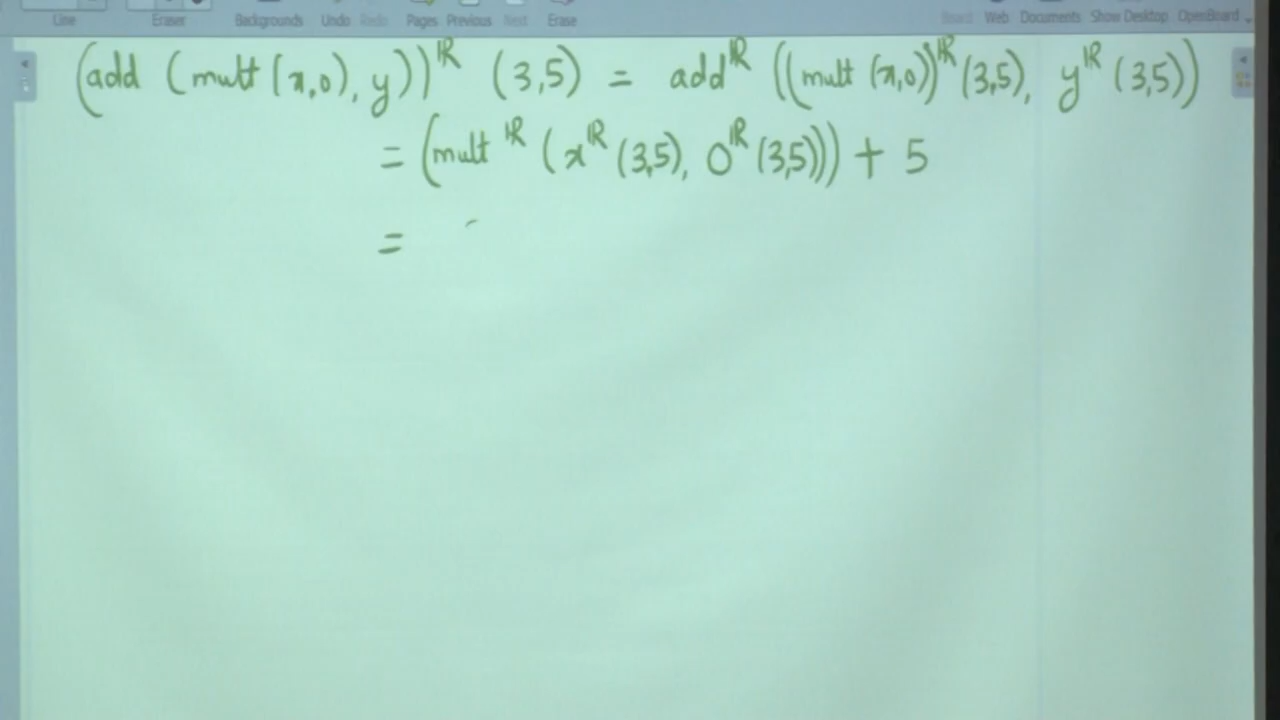 Line Eraser Backgrounds Undo Redo Pages Previous Next Erase Board Web Documents Show Desktop OpenBoard
(add (mult (x,0), y))^ℝ (3,5) = add^ℝ ((mult (x,0))^ℝ (3,5), y^ℝ (3,5))
= (mult^ℝ (x^ℝ (3,5), 0^ℝ (3,5))) + 5
=